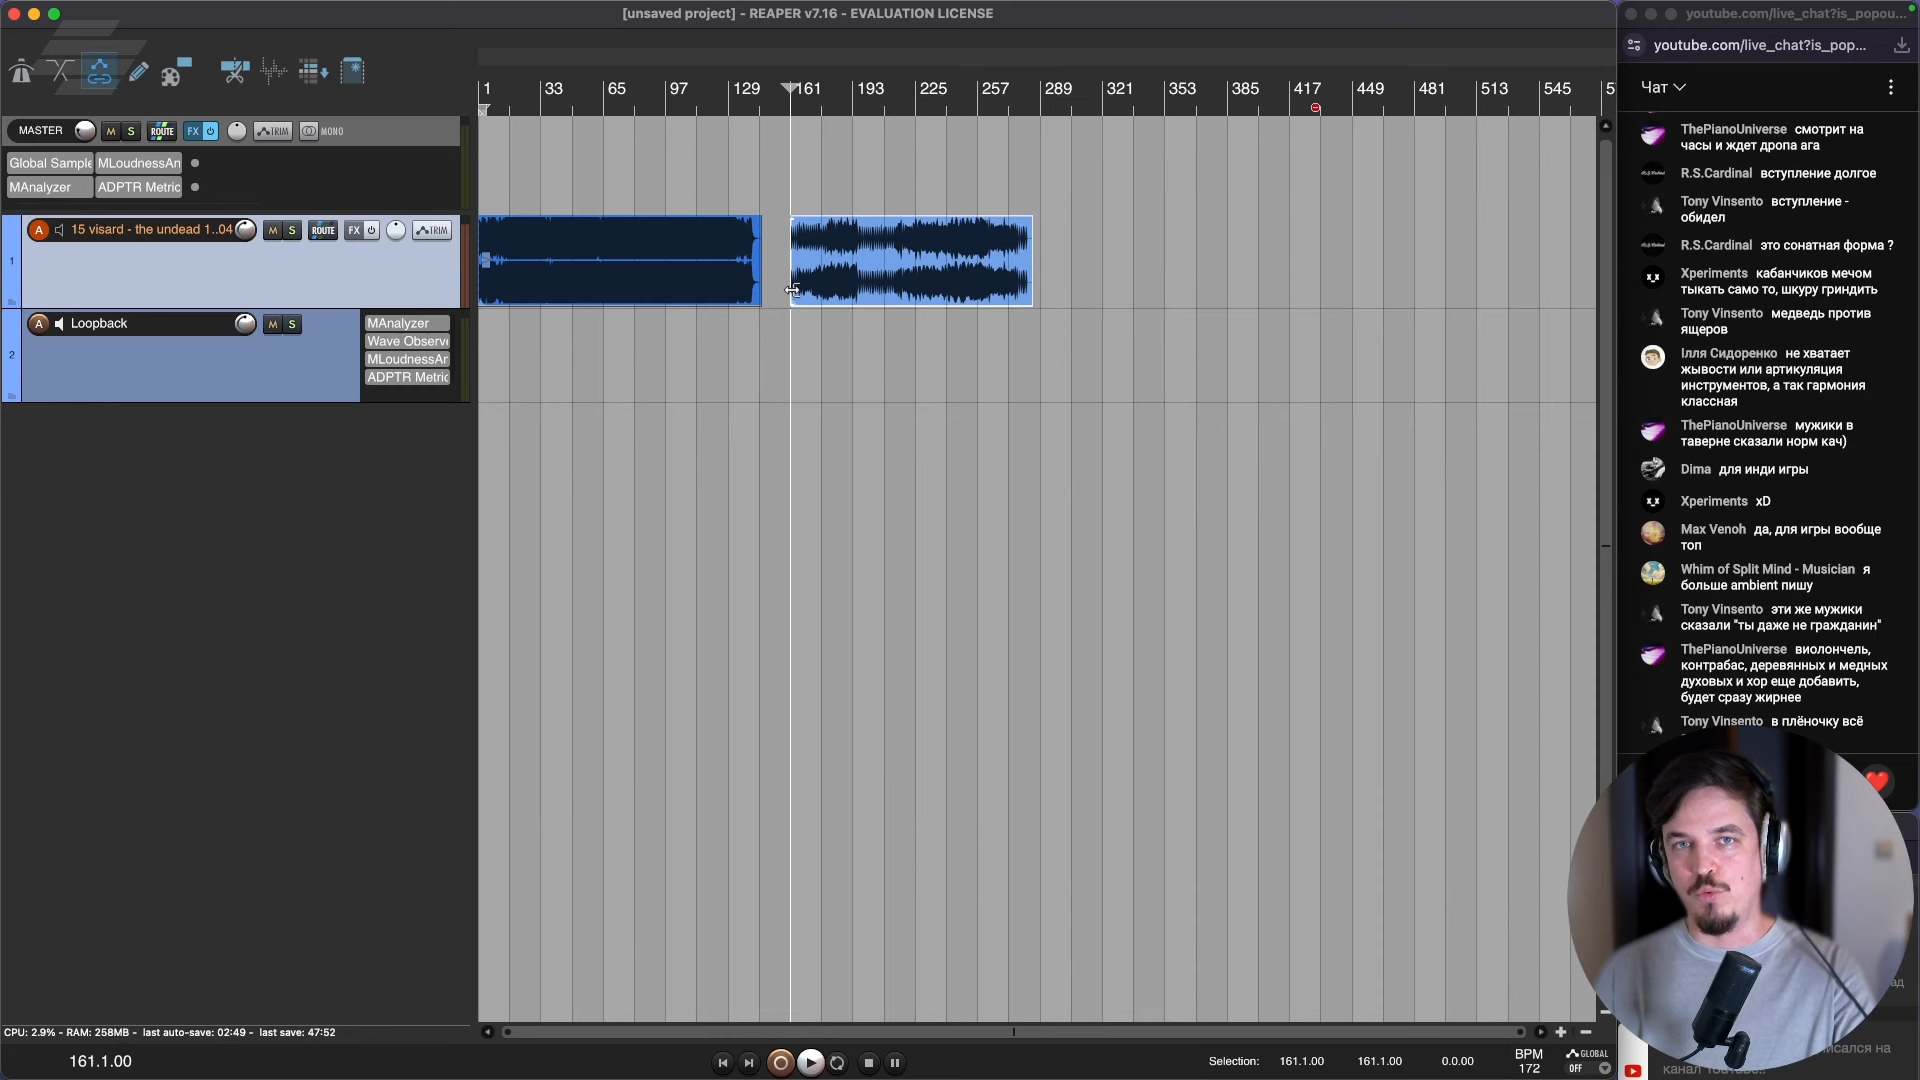 [unsaved project] - REAPER v7.16 - EVALUATION LICENSE
youtube.com/live_chat?is_popou...
youtube.com/live_chat?is_pop...
Чат
1 33 65 97 129 161 193 225 257 289 321 353 385 417 449 481 513 545 5
MASTER M S ROUTE FX TRIM MONO
Global Sample MLoudnessAn
MAnalyzer ADPTR Metric
A 15 visard - the undead 1..04 M S ROUTE FX TRIM
1
A Loopback M S
2
MAnalyzer
Wave Observe
MLoudnessAn
ADPTR Metric
ThePianoUniverse смотрит на
часы и ждет дропа ага
R.S.Cardinal вступление долгое
Tony Vinsento вступление -
обидел
R.S.Cardinal это сонатная форма ?
Xperiments кабанчиков мечом
тыкать само то, шкуру гриндить
Tony Vinsento медведь против
ящеров
Ілля Сидоренко не хватает
жывости или артикуляция
инструментов, а так гармония
классная
ThePianoUniverse мужики в
таверне сказали норм кач)
Dima для инди игры
Xperiments xD
Max Venoh да, для игры вообще
топ
Whim of Split Mind - Musician я
больше ambient пишу
Tony Vinsento эти же мужики
сказали "ты даже не гражданин"
ThePianoUniverse виолончель,
контрабас, деревянных и медных
духовых и хор еще добавить,
будет сразу жирнее
Tony Vinsento в плёночку всё
CPU: 2.9% - RAM: 258MB - last auto-save: 02:49 - last save: 47:52
161.1.00
Selection: 161.1.00 161.1.00 0.0.00
BPM
172
GLOBAL
OFF